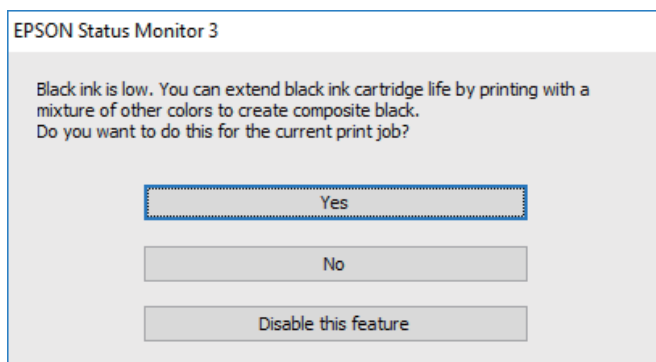 EPSON Status Monitor 3
Black ink is low. You can extend black ink cartridge life by printing with a
mixture of other colors to create composite black.
Do you want to do this for the current print job?
Yes
No
Disable this feature